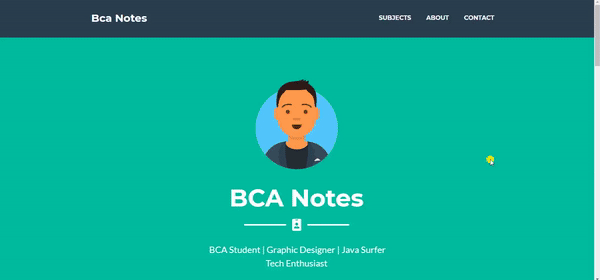 Bca Notes
SUBJECTS ABOUT CONTACT
BCA Notes
BCA Student | Graphic Designer | Java Surfer
Tech Enthusiast